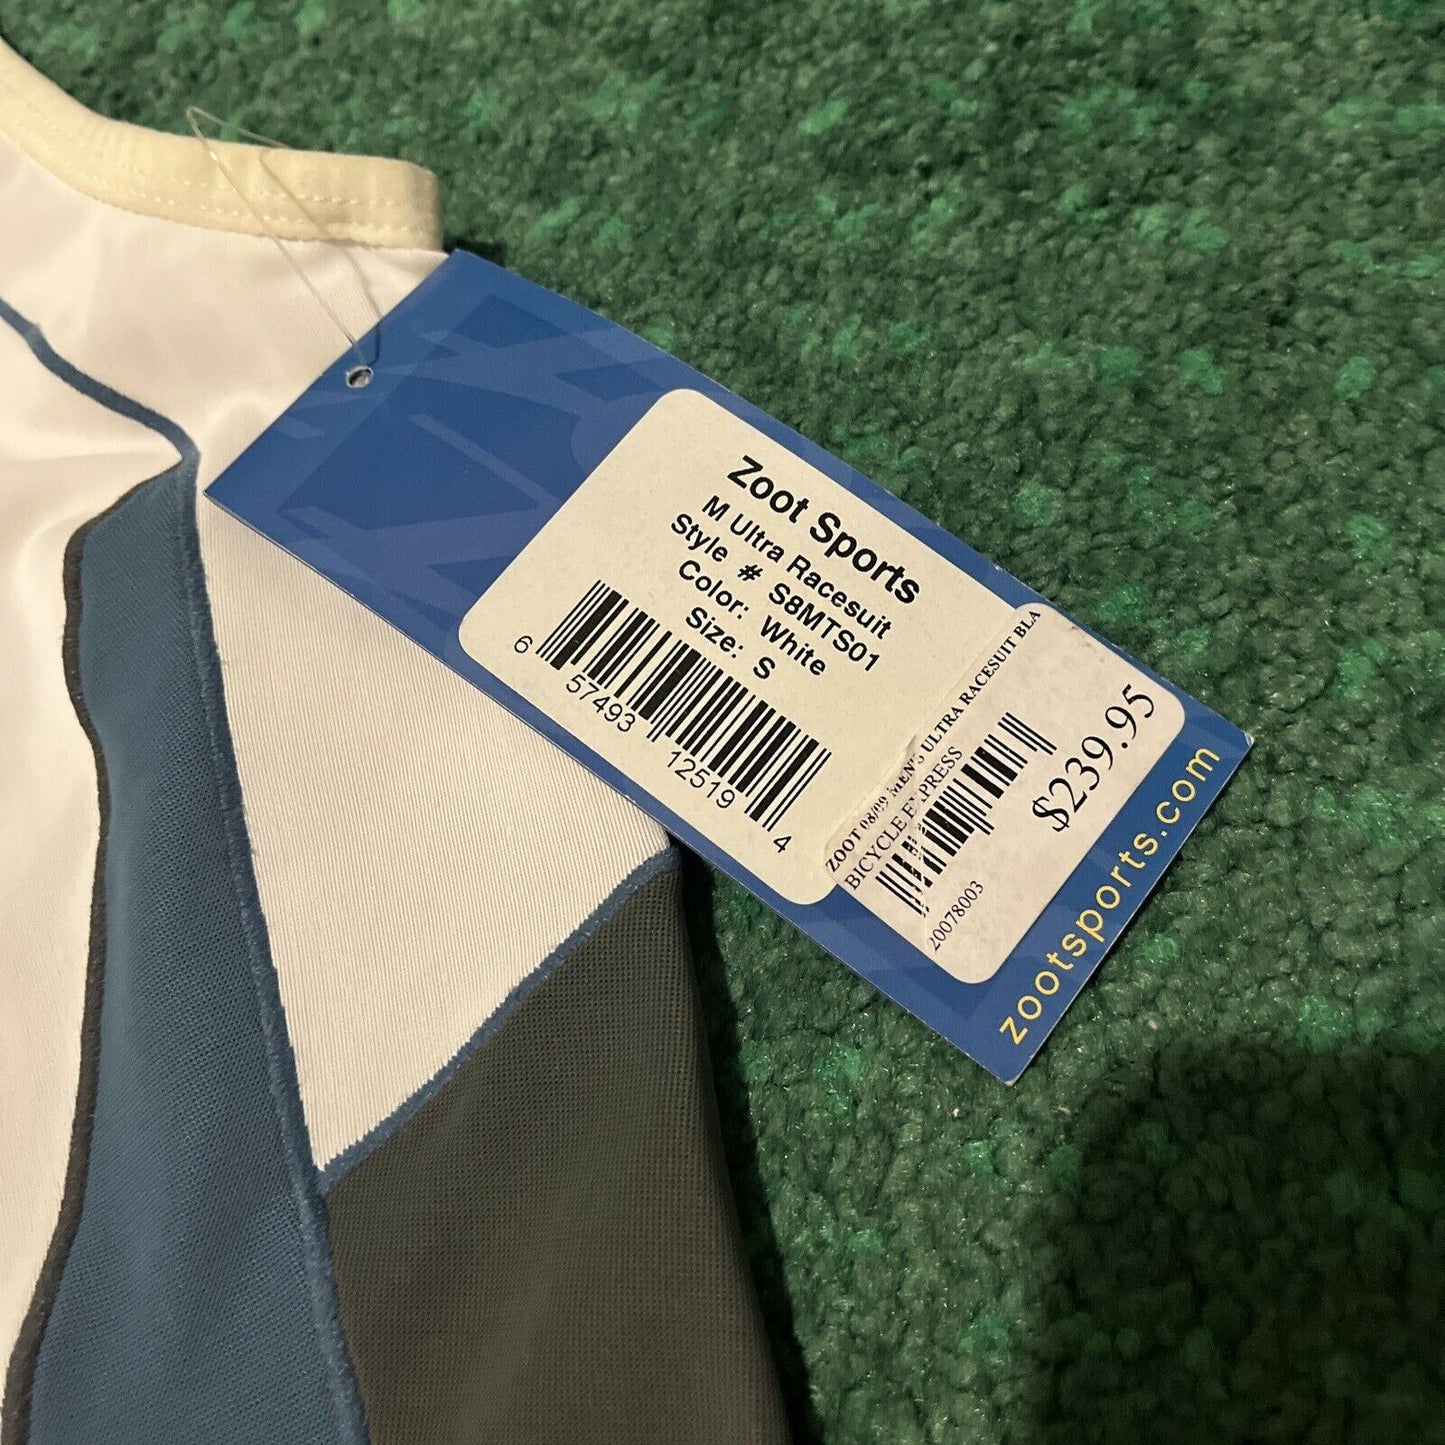 Zoot Sports
M Ultra Racesuit
Style # S8MTS01
Color: White
Size: S
6 57493 12519 4
ZOOT 08/09 MEN'S ULTRA RACESUIT BLA
BICYCLE EXPRESS
20078003
$239.95
zootsports.com